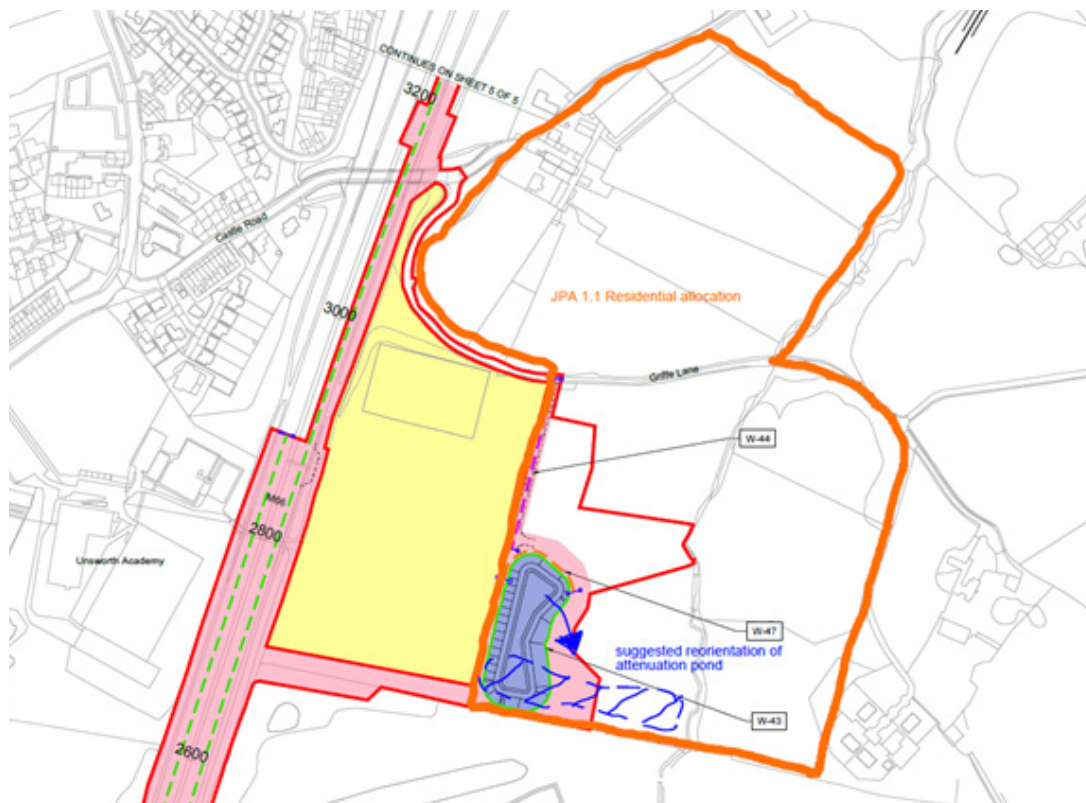 CONTINUES ON SHEET 5 OF 5
3200
Castle Road
JPA 1.1 Residential allocation
3000
Griffe Lane
W-44
M66
2800
Unsworth Academy
W-47
suggested reorientation of
attenuation pond
W-43
2600